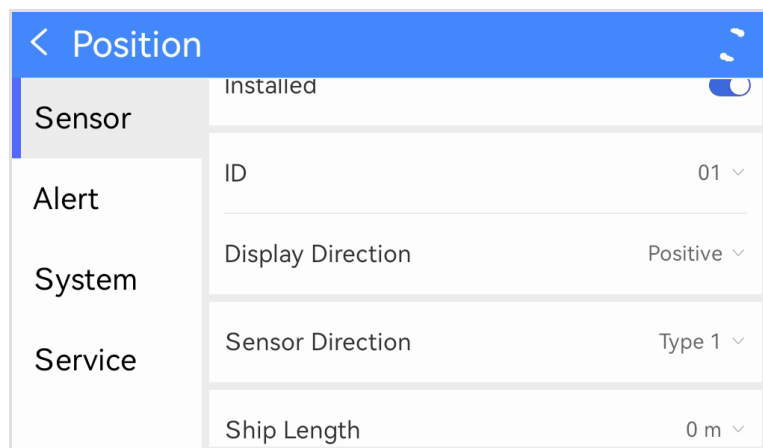 Position
Sensor
Alert
System
Service
Installed
ID 01
Display Direction Positive
Sensor Direction Type 1
Ship Length 0 m